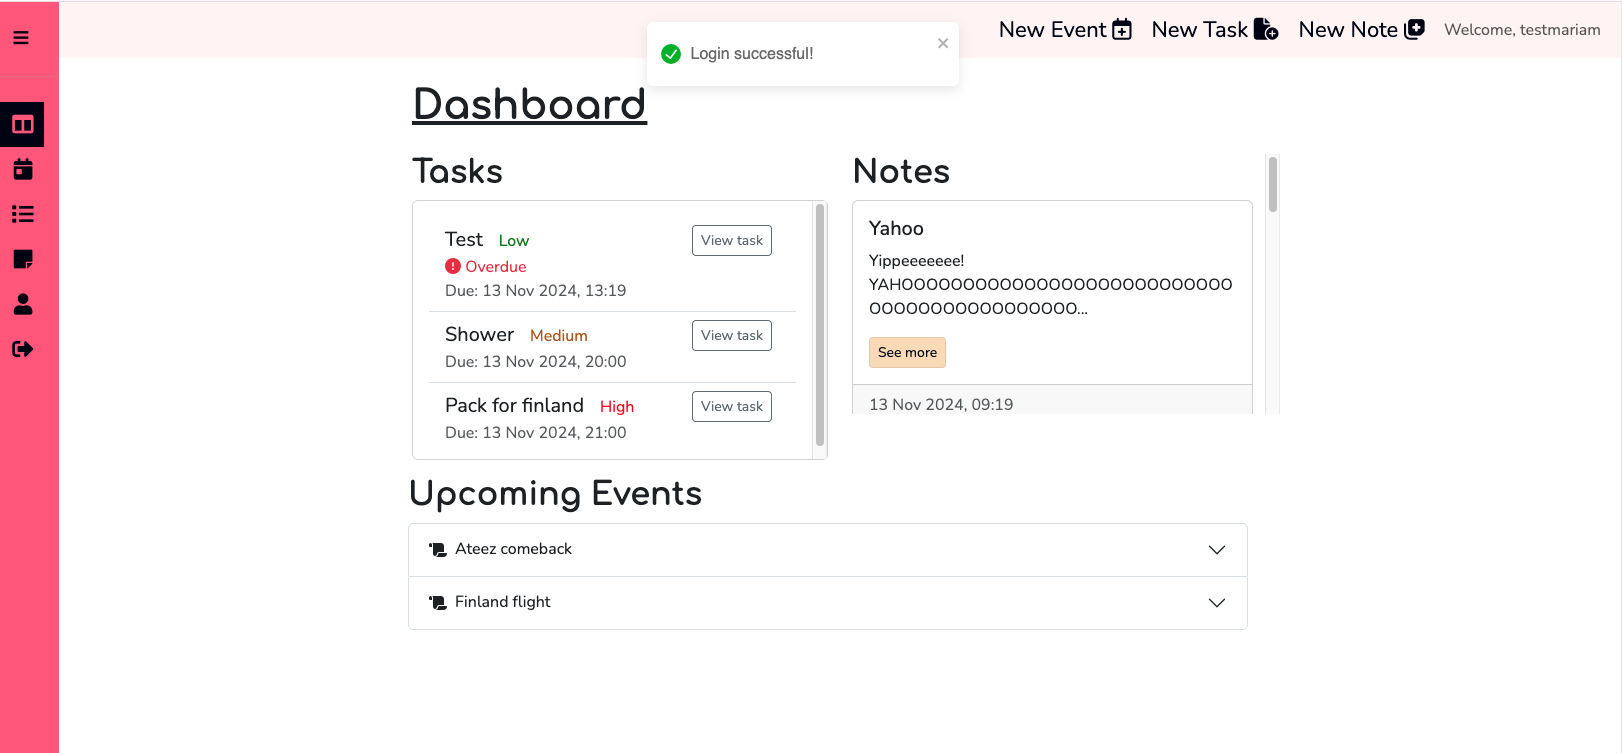 New Event
New Task
New Note
Welcome, testmariam
Login successful!
Dashboard
Tasks
Test Low
View task
Overdue
Due: 13 Nov 2024, 13:19
Shower Medium
View task
Due: 13 Nov 2024, 20:00
Pack for finland High
View task
Due: 13 Nov 2024, 21:00
Notes
Yahoo
Yippeeeeeee!
YAHOOOOOOOOOOOOOOOOOOOOOOOOOOO
OOOOOOOOOOOOOOOOO...
See more
13 Nov 2024, 09:19
Upcoming Events
Ateez comeback
Finland flight